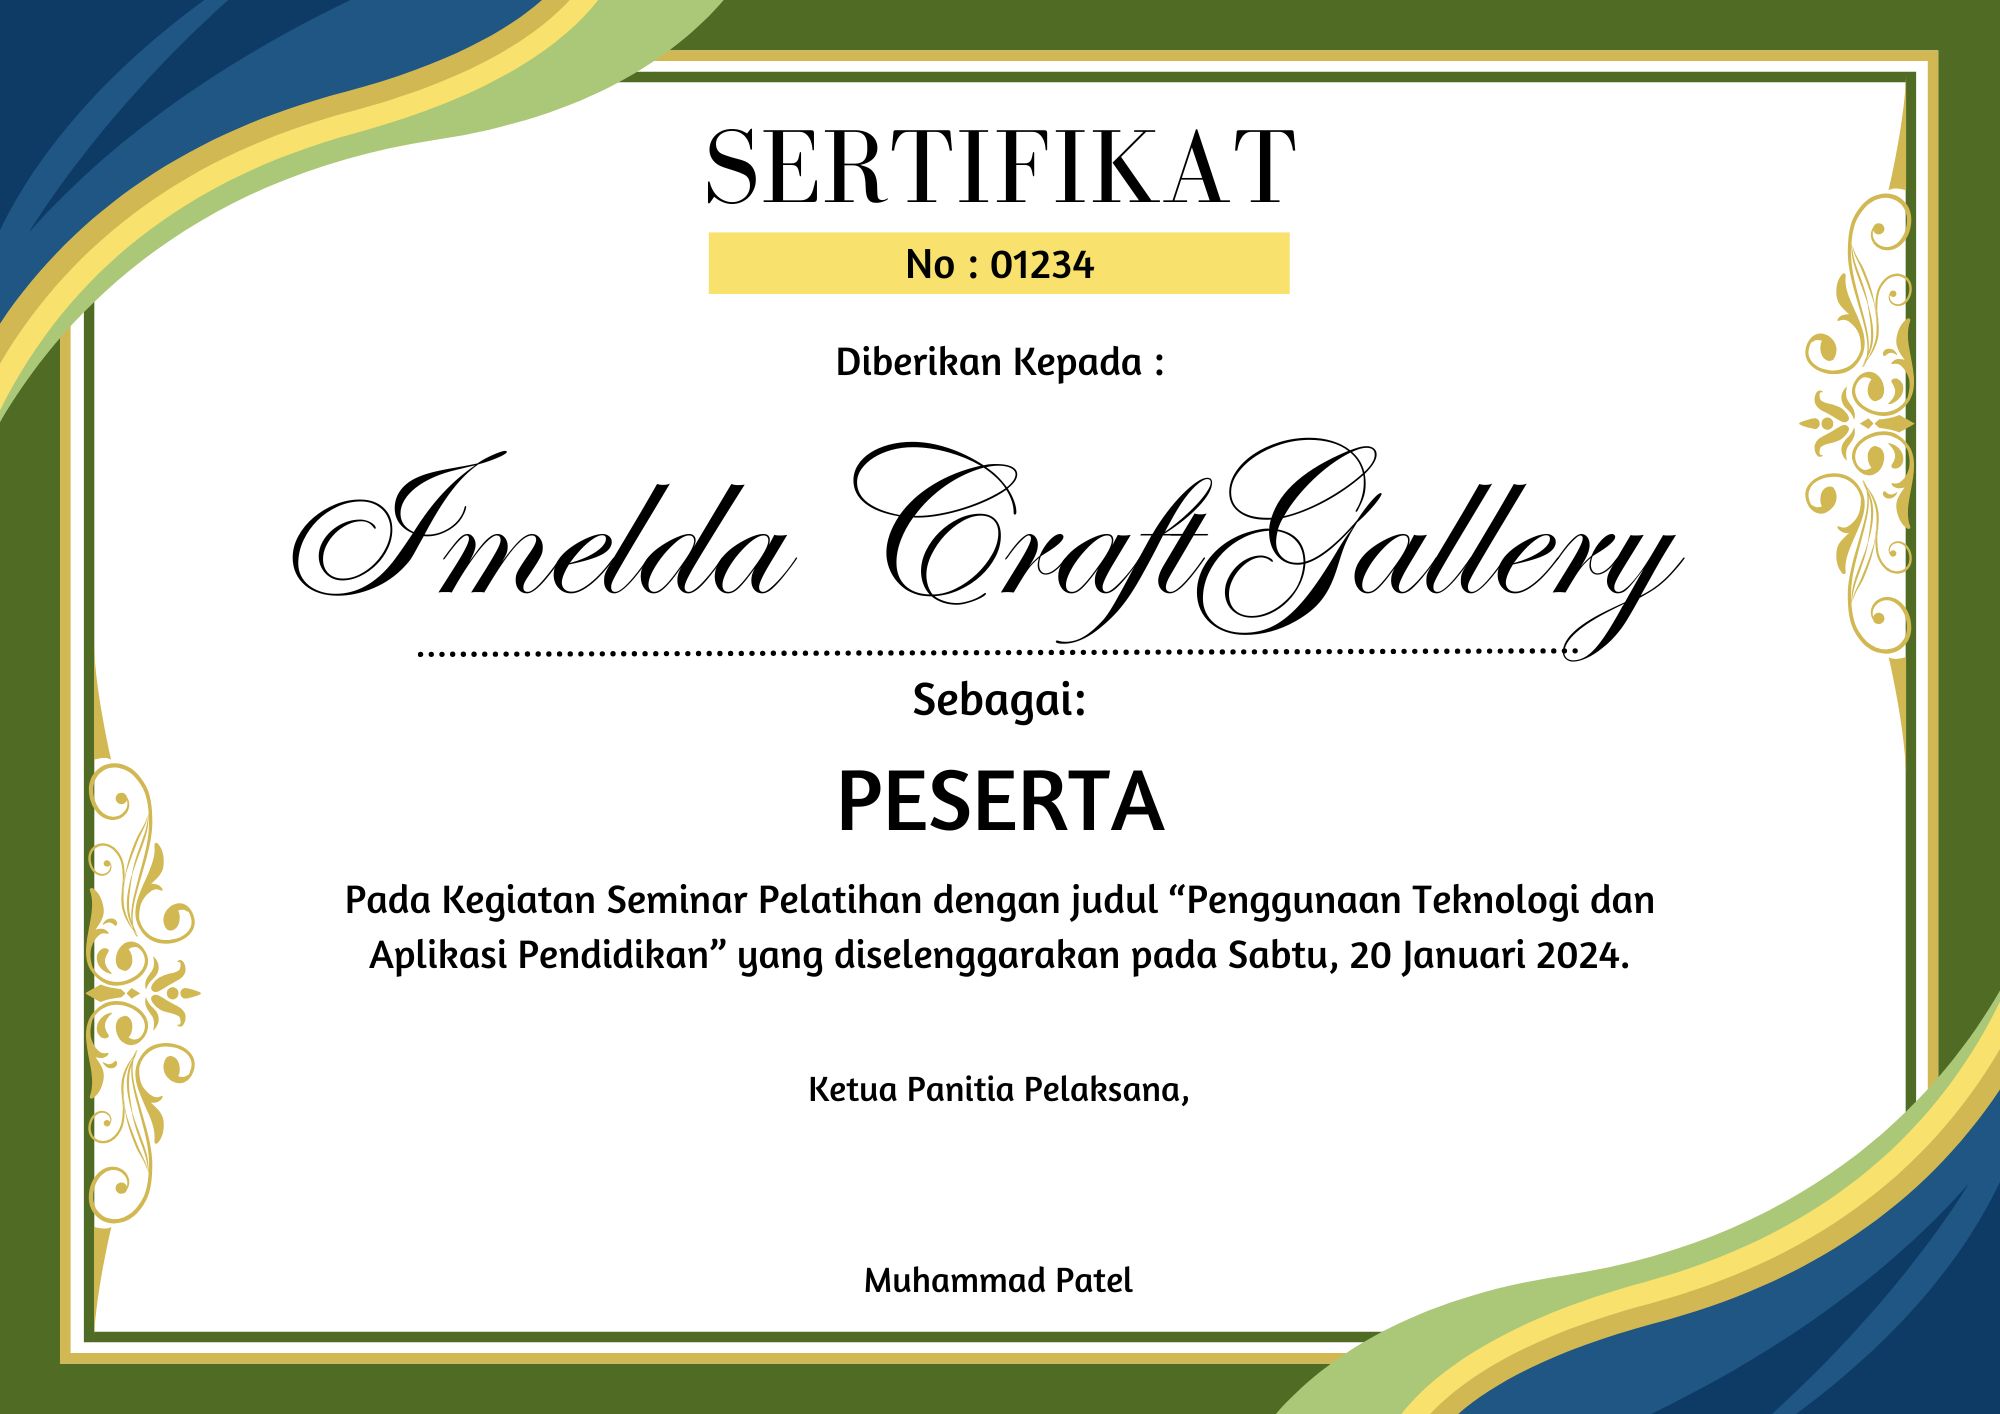 SERTIFIKAT
No : 01234
Diberikan Kepada :
Imelda CraftGallery
Sebagai:
PESERTA
Pada Kegiatan Seminar Pelatihan dengan judul “Penggunaan Teknologi dan
Aplikasi Pendidikan” yang diselenggarakan pada Sabtu, 20 Januari 2024.
Ketua Panitia Pelaksana,
Muhammad Patel